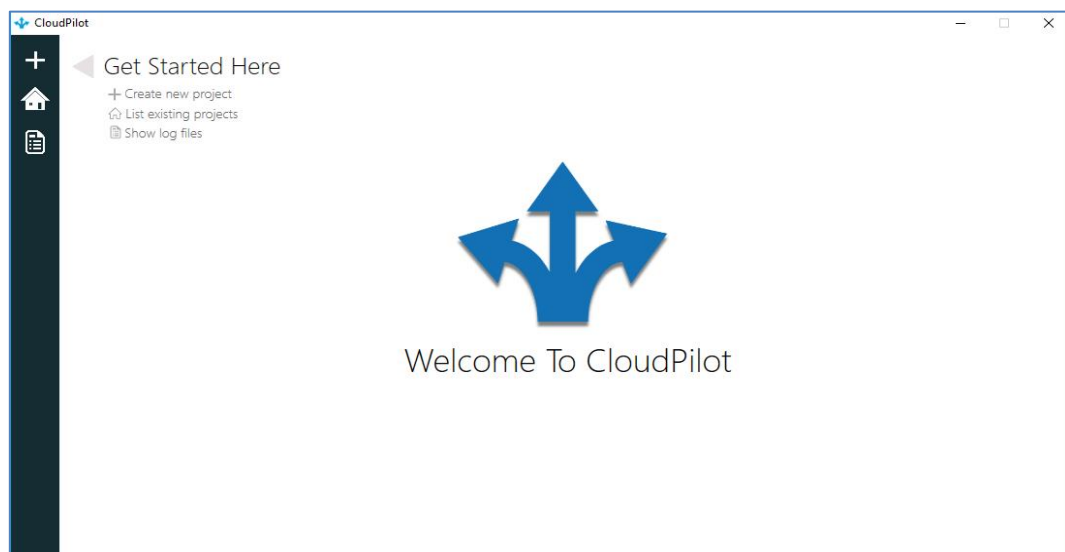 CloudPilot
Get Started Here
Create new project
List existing projects
Show log files
Welcome To CloudPilot